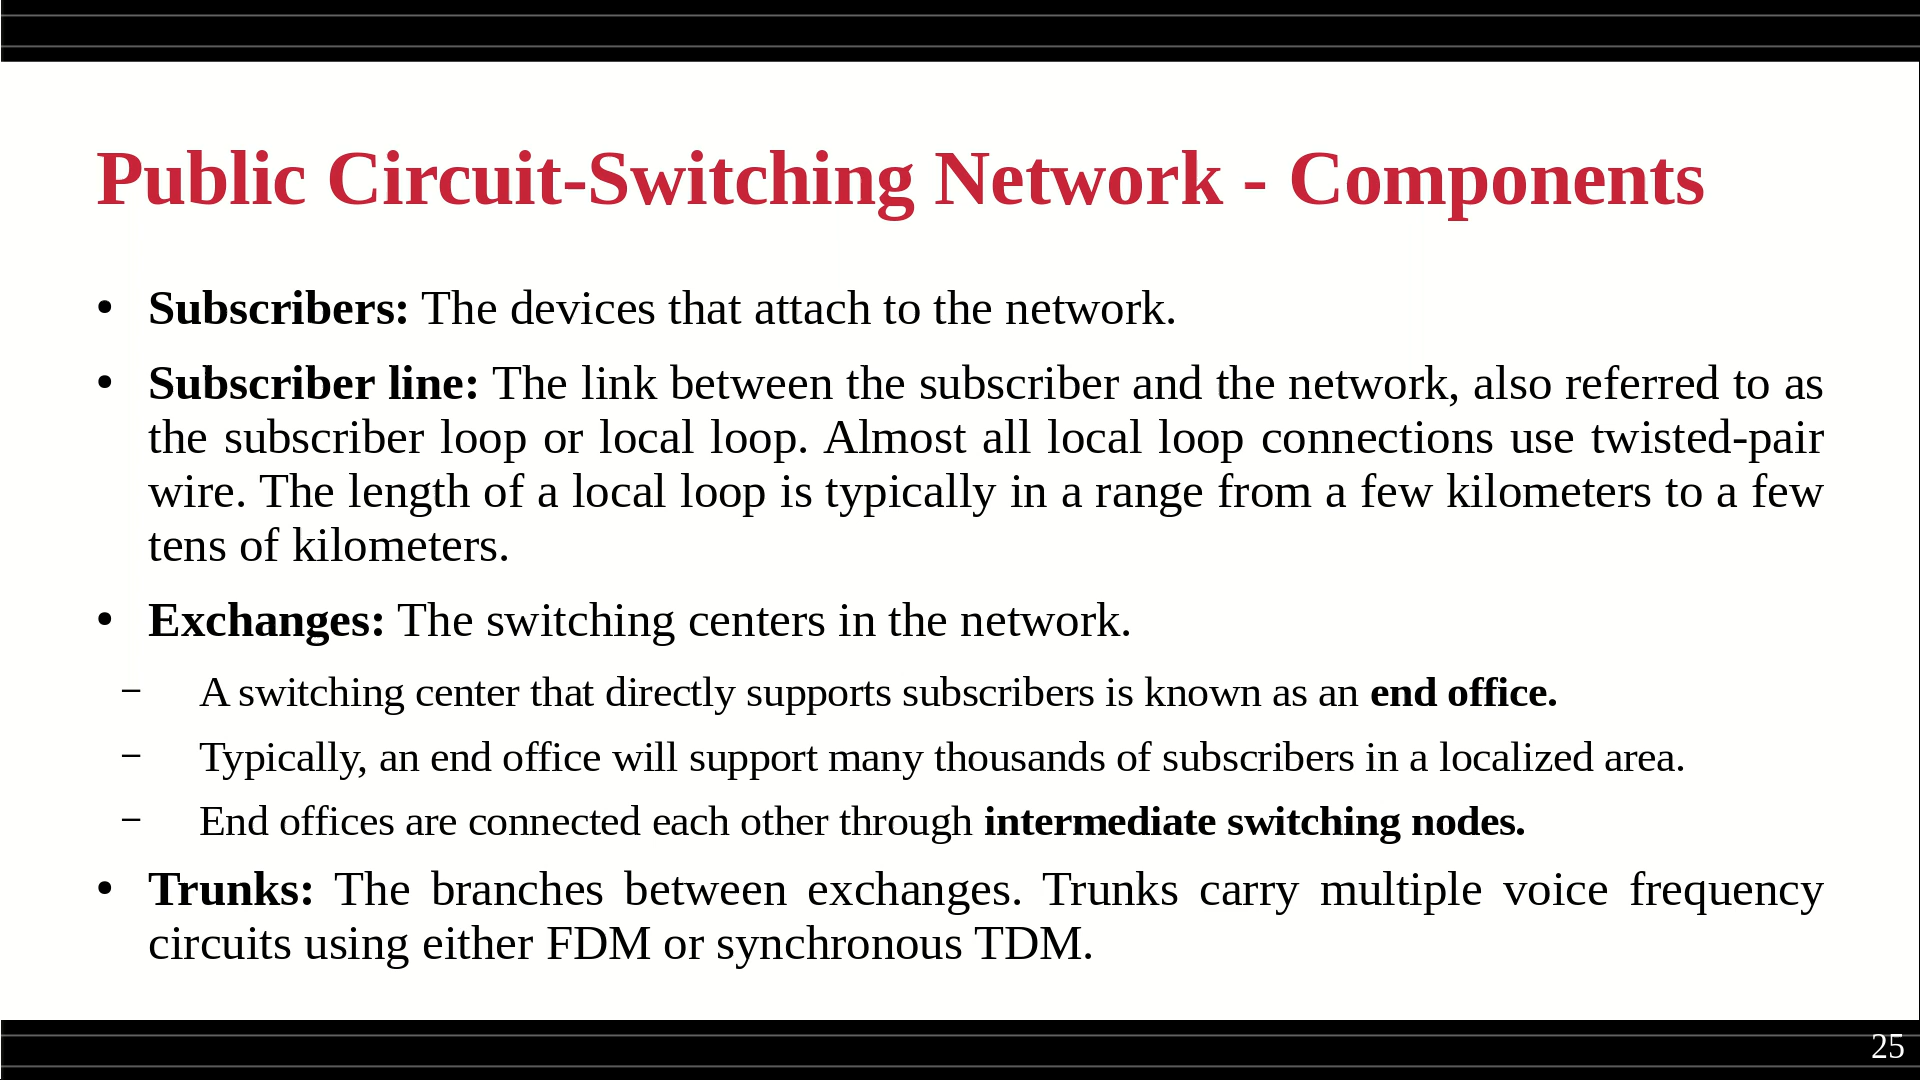 Public Circuit-Switching Network - Components
• Subscribers: The devices that attach to the network.
• Subscriber line: The link between the subscriber and the network, also referred to as
the subscriber loop or local loop. Almost all local loop connections use twisted-pair
wire. The length of a local loop is typically in a range from a few kilometers to a few
tens of kilometers.
• Exchanges: The switching centers in the network.
– A switching center that directly supports subscribers is known as an end office.
– Typically, an end office will support many thousands of subscribers in a localized area.
– End offices are connected each other through intermediate switching nodes.
• Trunks: The branches between exchanges. Trunks carry multiple voice frequency
circuits using either FDM or synchronous TDM.
25